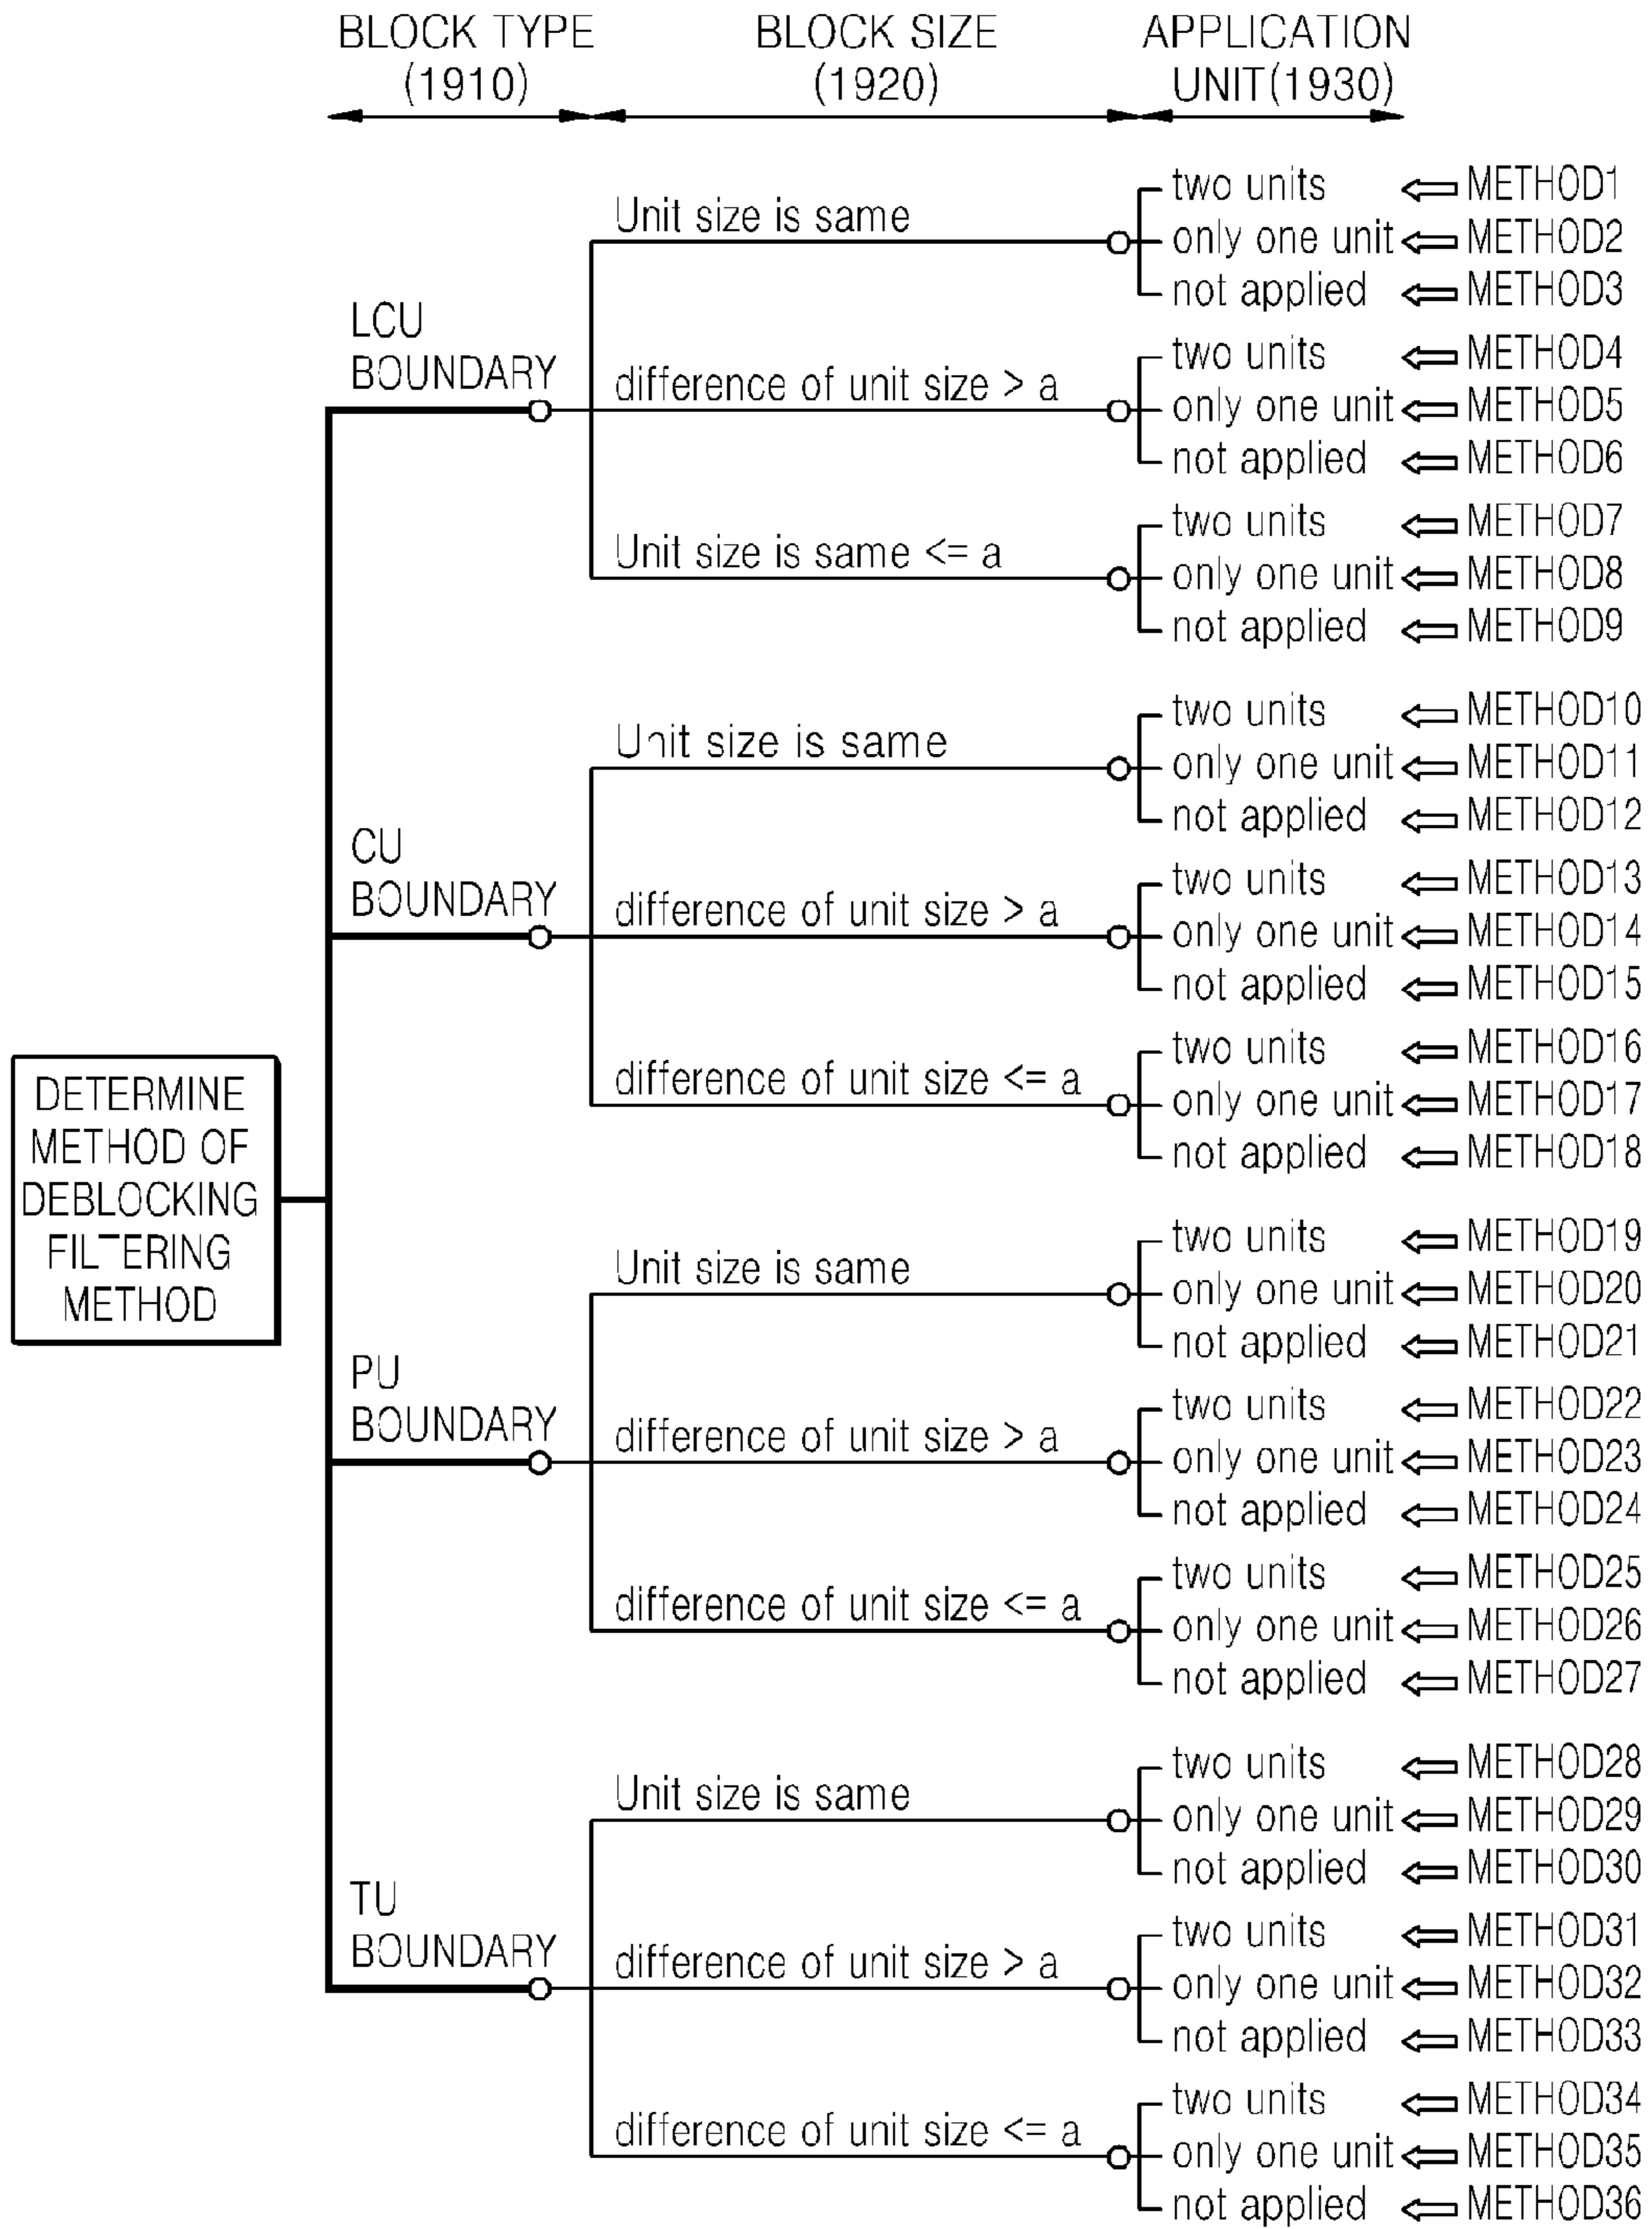 BLOCK TYPE
(1910)
BLOCK SIZE
(1920)
APPLICATION
UNIT(1930)
DETERMINE
METHOD OF
DEBLOCKING
FILTERING
METHOD
LCU
BOUNDARY
Unit size is same
two units METHOD1
only one unit METHOD2
not applied METHOD3
difference of unit size > a
two units METHOD4
only one unit METHOD5
not applied METHOD6
Unit size is same <= a
two units METHOD7
only one unit METHOD8
not applied METHOD9
CU
BOUNDARY
Unit size is same
two units METHOD10
only one unit METHOD11
not applied METHOD12
difference of unit size > a
two units METHOD13
only one unit METHOD14
not applied METHOD15
difference of unit size <= a
two units METHOD16
only one unit METHOD17
not applied METHOD18
PU
BOUNDARY
Unit size is same
two units METHOD19
only one unit METHOD20
not applied METHOD21
difference of unit size > a
two units METHOD22
only one unit METHOD23
not applied METHOD24
difference of unit size <= a
two units METHOD25
only one unit METHOD26
not applied METHOD27
TU
BOUNDARY
Unit size is same
two units METHOD28
only one unit METHOD29
not applied METHOD30
difference of unit size > a
two units METHOD31
only one unit METHOD32
not applied METHOD33
difference of unit size <= a
two units METHOD34
only one unit METHOD35
not applied METHOD36